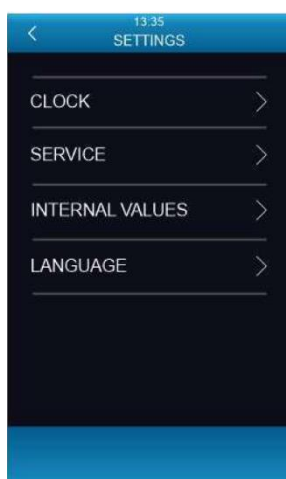 13:35
SETTINGS
CLOCK
SERVICE
INTERNAL VALUES
LANGUAGE